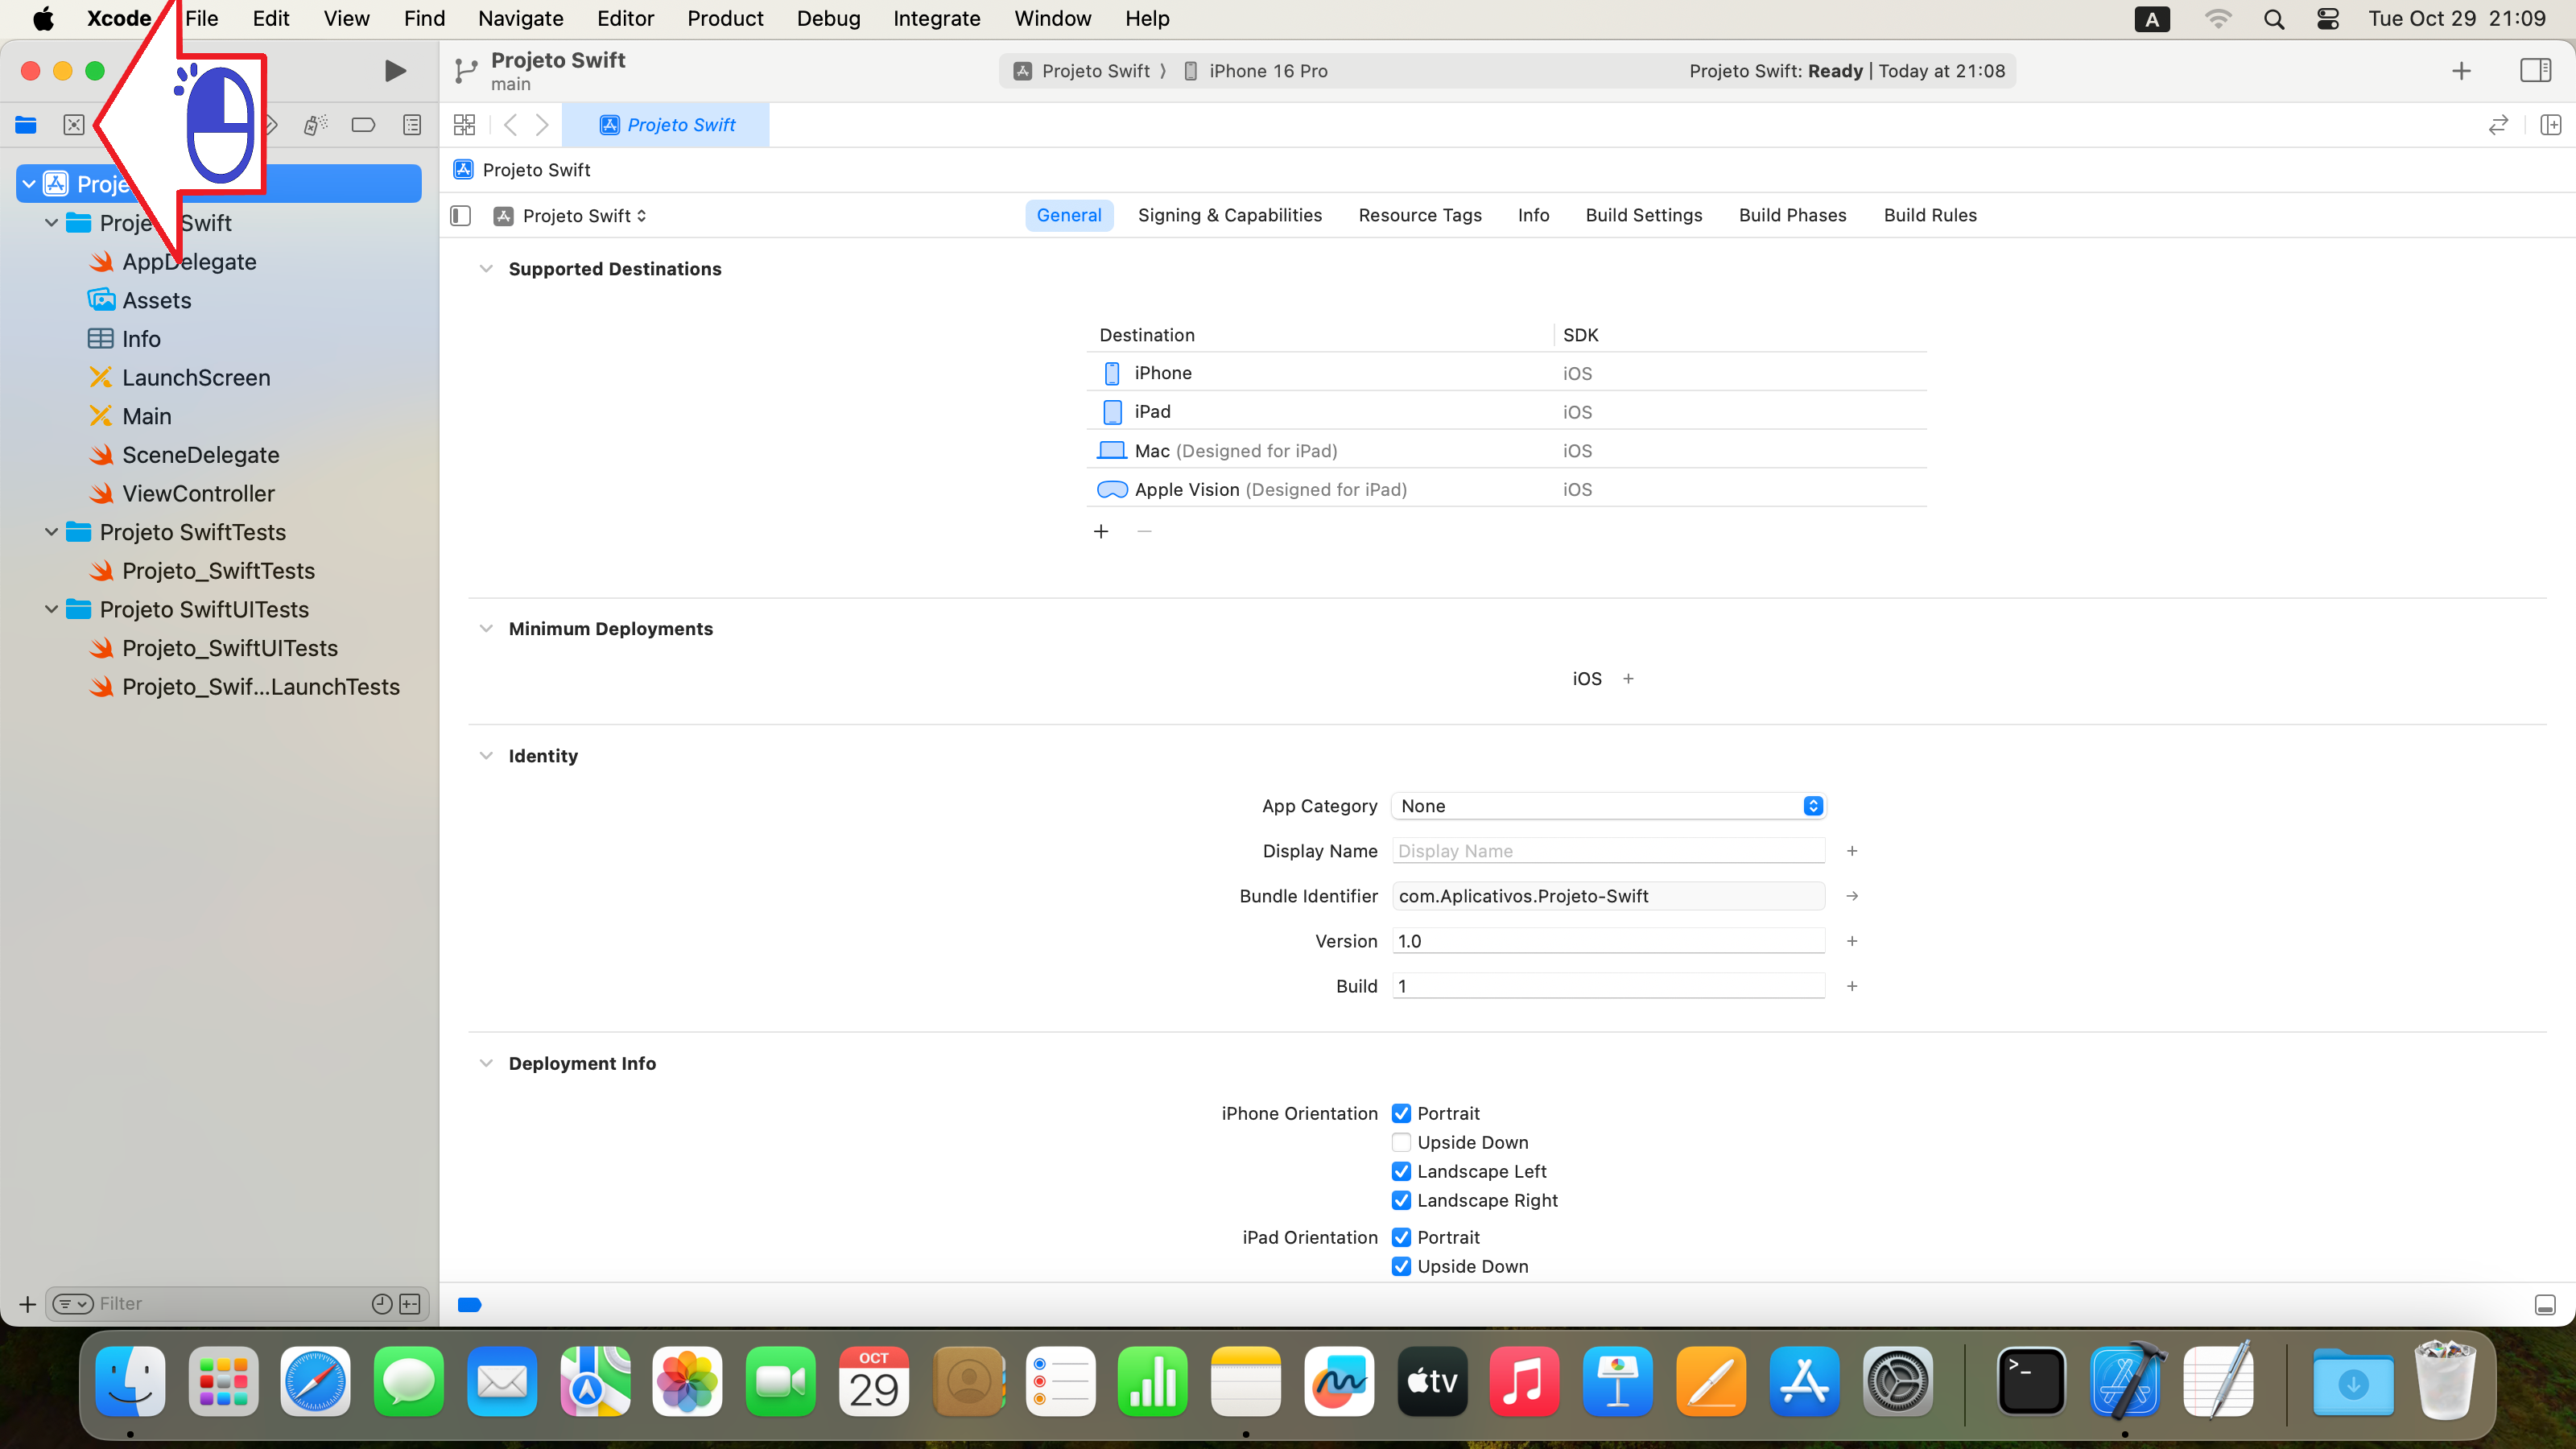 Xcode File Edit View Find Navigate Editor Product Debug Integrate Window Help A Tue Oct 29 21:09
Projeto Swift
main
Projeto Swift iPhone 16 Pro Projeto Swift: Ready | Today at 21:08
Projeto Swift
Projeto Swift
Projeto Swift General Signing & Capabilities Resource Tags Info Build Settings Build Phases Build Rules
Swift
AppDelegate
Assets
Info
LaunchScreen
Main
SceneDelegate
ViewController
Projeto SwiftTests
Projeto_SwiftTests
Projeto SwiftUITests
Projeto_SwiftUITests
Projeto_Swif...LaunchTests
Filter
Supported Destinations
Destination SDK
iPhone iOS
iPad iOS
Mac (Designed for iPad) iOS
Apple Vision (Designed for iPad) iOS
Minimum Deployments
iOS
Identity
App Category None
Display Name Display Name
Bundle Identifier com.Aplicativos.Projeto-Swift
Version 1.0
Build 1
Deployment Info
iPhone Orientation Portrait
Upside Down
Landscape Left
Landscape Right
iPad Orientation Portrait
Upside Down
OCT
29
tv
>_